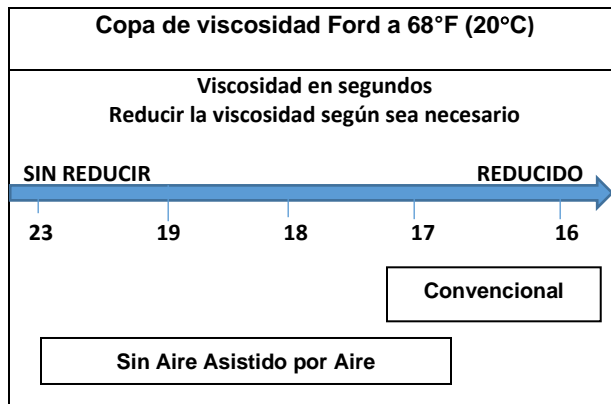 Copa de viscosidad Ford a 68°F (20°C)
Viscosidad en segundos
Reducir la viscosidad según sea necesario
SIN REDUCIR REDUCIDO
23 19 18 17 16
Convencional
Sin Aire Asistido por Aire